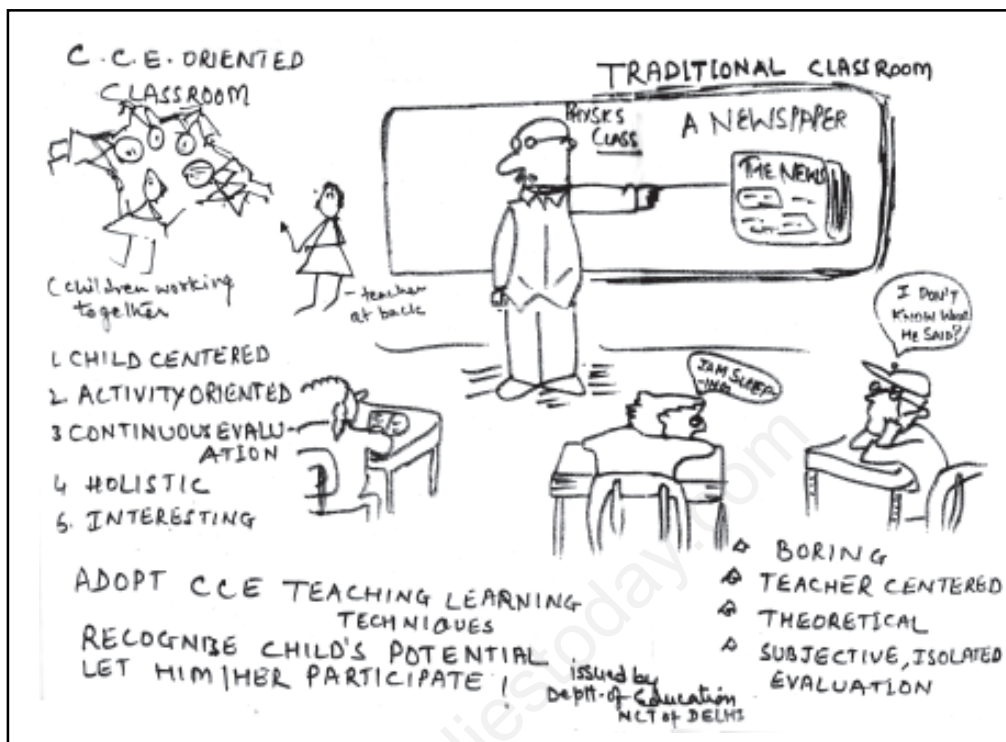 C.C.E. ORIENTED
CLASSROOM
(children working
together
- teacher
at back
1. CHILD CENTERED
2. ACTIVITY ORIENTED
3 CONTINUOUS EVALU-
ATION
4 HOLISTIC
5. INTERESTING
TRADITIONAL CLASSROOM
PHYSICS
CLASS
A NEWSPAPER
THE NEWS
I AM SLEEP
-ING
I DON'T
KNOW WHAT
HE SAID?
BORING
TEACHER CENTERED
THEORETICAL
SUBJECTIVE, ISOLATED
EVALUATION
ADOPT CCE TEACHING LEARNING
TECHNIQUES
RECOGNISE CHILD'S POTENTIAL
LET HIM/HER PARTICIPATE!
issued by
Deptt. of Education
NCT of DELHI